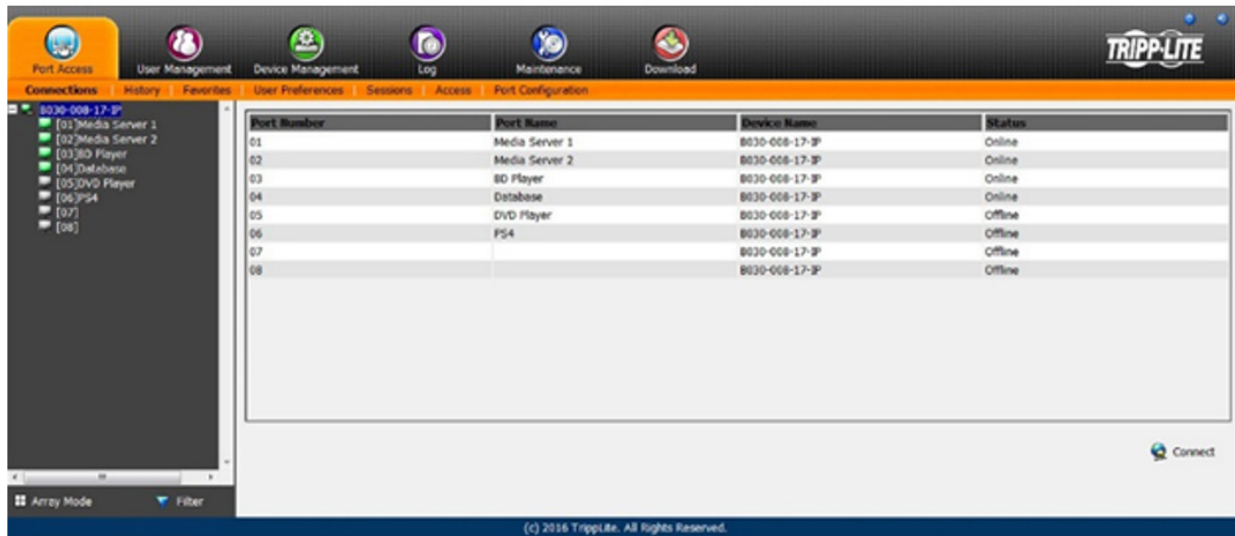 TRIPP·LITE
Port Access User Management Device Management Log Maintenance Download
Connections History Favorites User Preferences Sessions Access Port Configuration
B030-008-17-IP
[01]Media Server 1
[02]Media Server 2
[03]BD Player
[04]Database
[05]DVD Player
[06]PS4
[07]
[08]
Port Number Port Name Device Name Status
01 Media Server 1 B030-008-17-IP Online
02 Media Server 2 B030-008-17-IP Online
03 BD Player B030-008-17-IP Online
04 Database B030-008-17-IP Online
05 DVD Player B030-008-17-IP Offline
06 PS4 B030-008-17-IP Offline
07 B030-008-17-IP Offline
08 B030-008-17-IP Offline
Connect
Array Mode Filter
(c) 2016 TrippLite. All Rights Reserved.